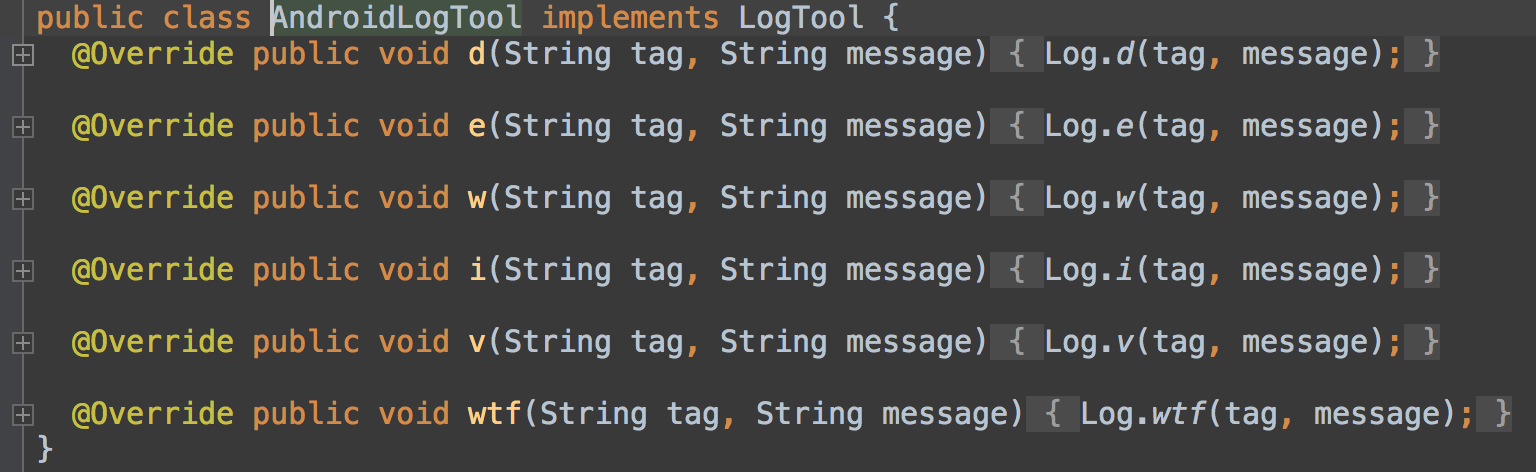 public class AndroidLogTool implements LogTool {
@Override public void d(String tag, String message) { Log.d(tag, message); }
@Override public void e(String tag, String message) { Log.e(tag, message); }
@Override public void w(String tag, String message) { Log.w(tag, message); }
@Override public void i(String tag, String message) { Log.i(tag, message); }
@Override public void v(String tag, String message) { Log.v(tag, message); }
@Override public void wtf(String tag, String message) { Log.wtf(tag, message); }
}